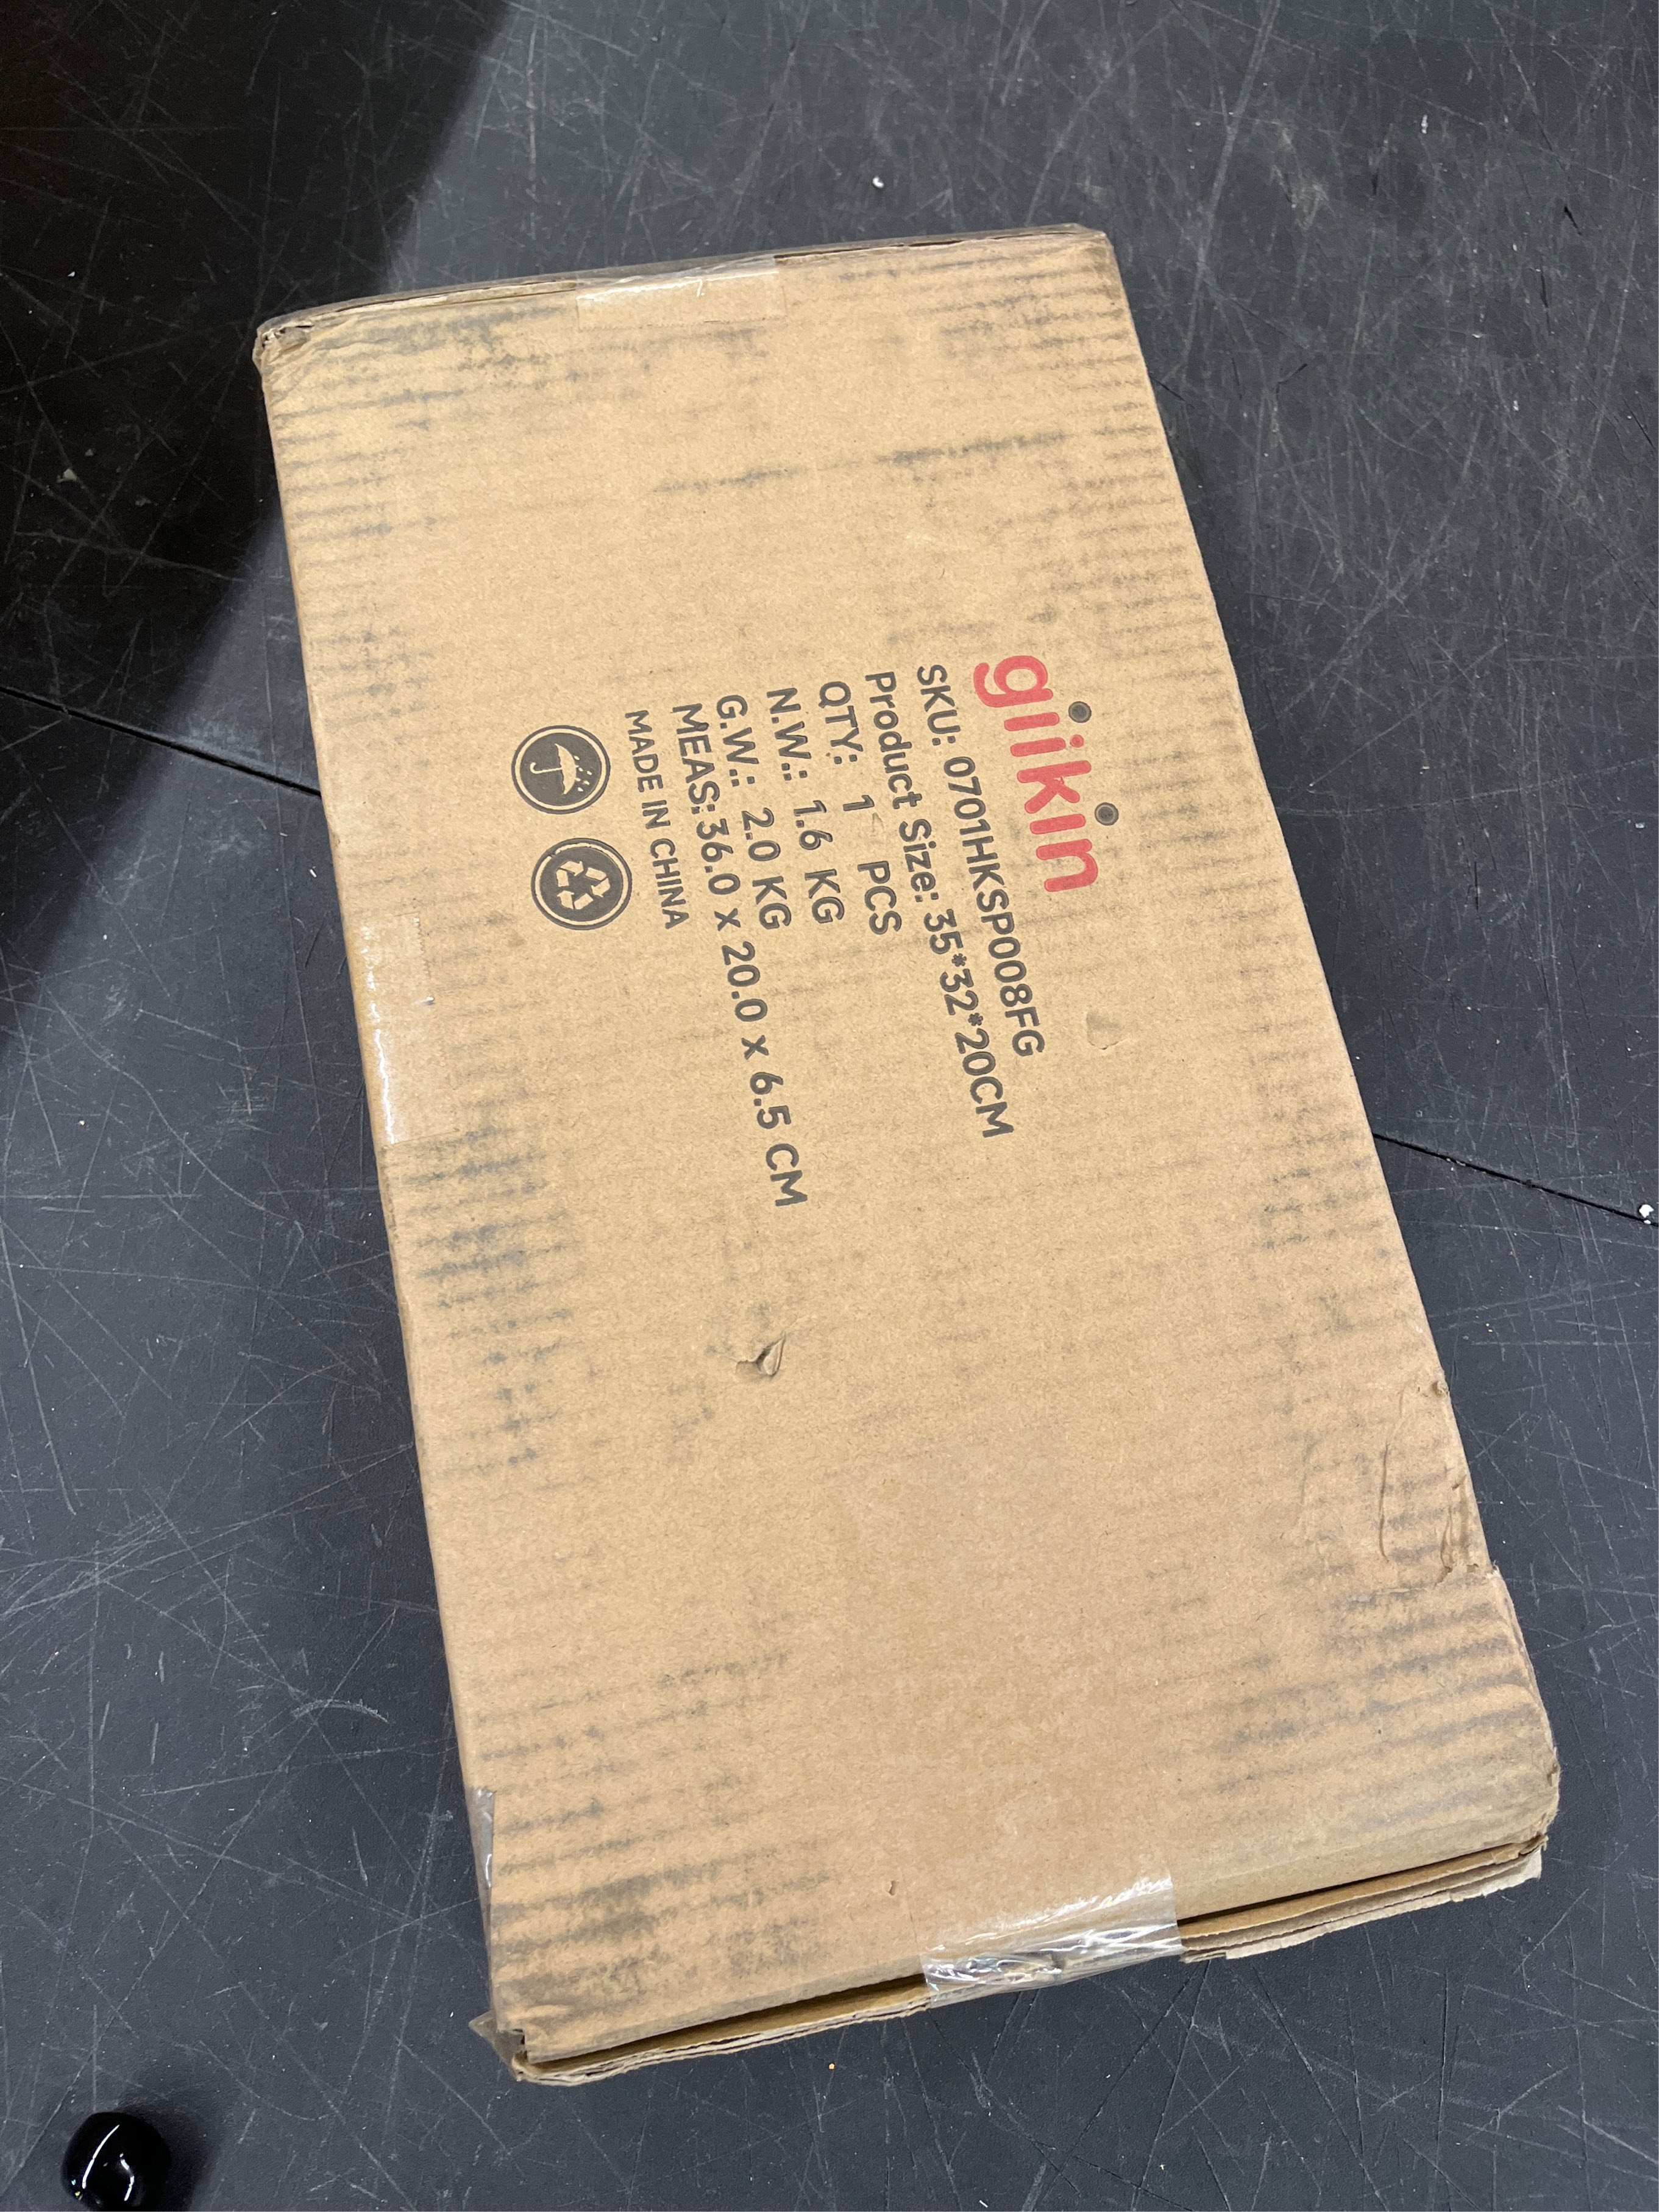 giikin
SKU: 0701HKSP008FG
Product Size: 35*32*20CM
QTY: 1 PCS
N.W.: 1.6 KG
G.W.: 2.0 KG
MEAS:36.0 x 20.0 x 6.5 CM
MADE IN CHINA